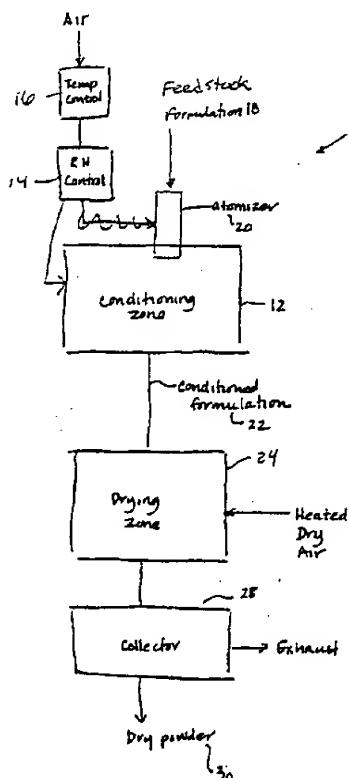 Air
16
Temp
Control
Feedstock
formulation 18
14
RH
Control
atomizer
20
Conditioning
Zone
12
Conditioned
formulation
22
24
Drying
Zone
Heated
Dry
Air
28
Collector
Exhaust
Dry powder
30